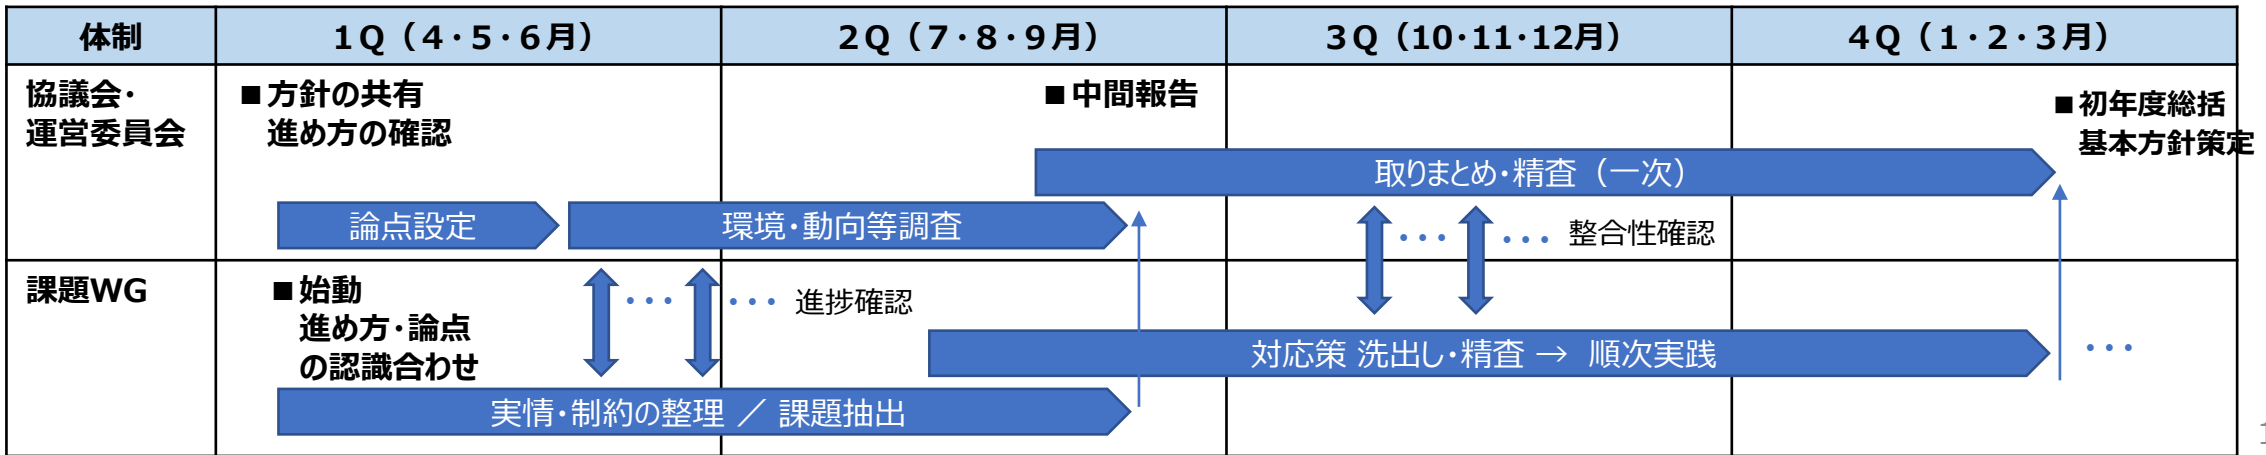 体制
1Q（4・5・6月）
2Q（7・8・9月）
3Q（10・11・12月）
4Q（1・2・3月）
協議会・
運営委員会
■方針の共有
進め方の確認
■中間報告
■初年度総括
基本方針策定
取りまとめ・精査（一次）
論点設定
環境・動向等調査
・・・
・・・ 整合性確認
課題WG
■始動
進め方・論点
の認識合わせ
・・・
・・・ 進捗確認
対応策 洗出し・精査 → 順次実践
・・・
実情・制約の整理 ／ 課題抽出